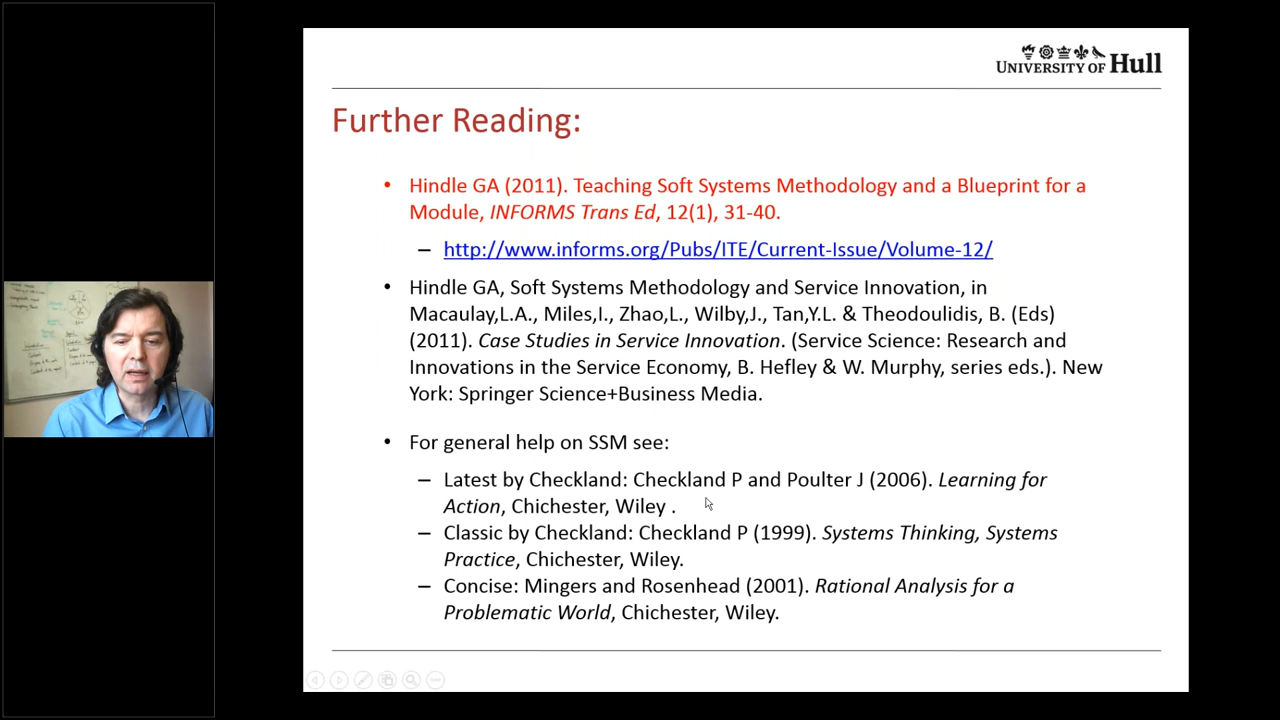 UNIVERSITY OF Hull
Further Reading:
• Hindle GA (2011). Teaching Soft Systems Methodology and a Blueprint for a
Module, INFORMS Trans Ed, 12(1), 31-40.
– http://www.informs.org/Pubs/ITE/Current-Issue/Volume-12/
• Hindle GA, Soft Systems Methodology and Service Innovation, in
Macaulay,L.A., Miles,I., Zhao,L., Wilby,J., Tan,Y.L. & Theodoulidis, B. (Eds)
(2011). Case Studies in Service Innovation. (Service Science: Research and
Innovations in the Service Economy, B. Hefley & W. Murphy, series eds.). New
York: Springer Science+Business Media.
• For general help on SSM see:
– Latest by Checkland: Checkland P and Poulter J (2006). Learning for
Action, Chichester, Wiley .
– Classic by Checkland: Checkland P (1999). Systems Thinking, Systems
Practice, Chichester, Wiley.
– Concise: Mingers and Rosenhead (2001). Rational Analysis for a
Problematic World, Chichester, Wiley.